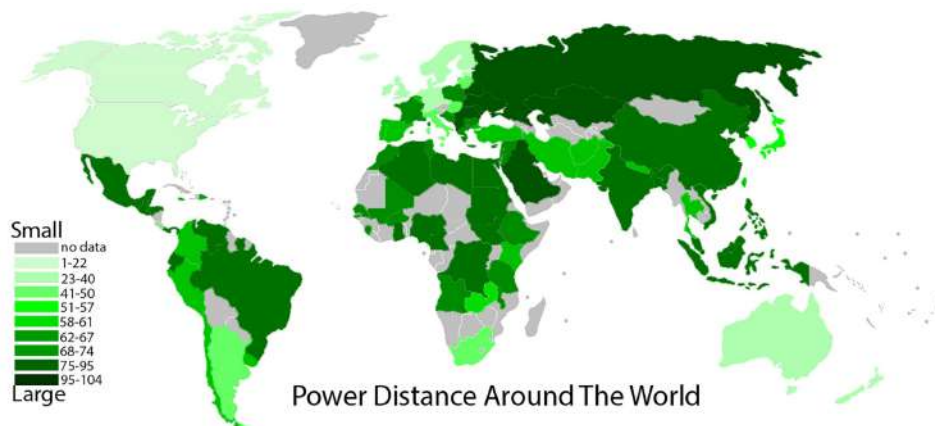 Small
no data
1-22
23-40
41-50
51-57
58-61
62-67
68-74
75-95
95-104
Large
Power Distance Around The World